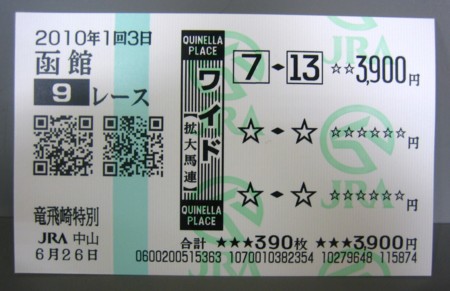 2010年1回3日
函館
9レース
竜飛崎特別
JRA 中山
6月26日
QUINELLA
PLACE
ワイド
【拡大馬連】
QUINELLA
PLACE
7-13 ☆☆3,900円
☆-☆ ☆☆☆☆☆☆円
☆-☆ ☆☆☆☆☆☆円
合計 ★★★390枚 ★★★3,900円
0600200515363 1070010382354 10279648 115874
JRA
JRA
JRA